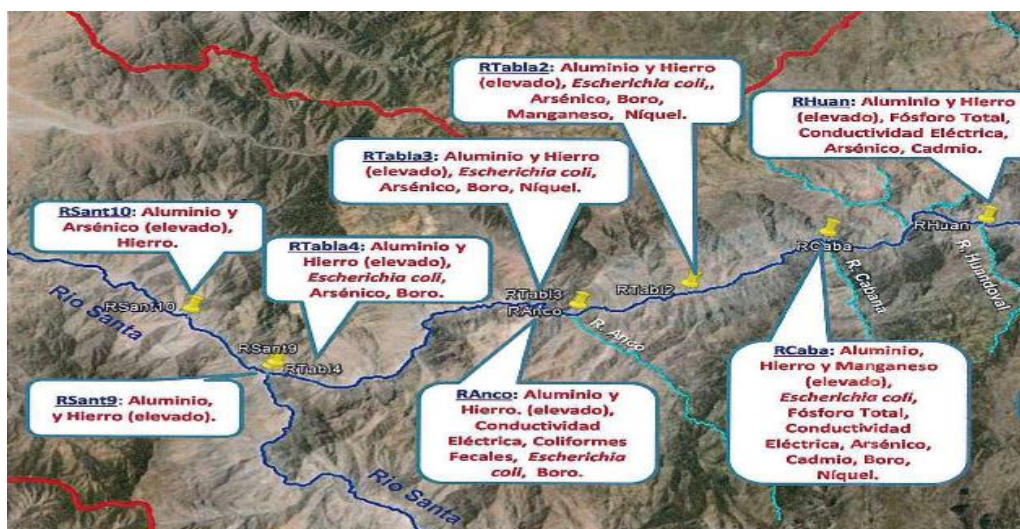 RTabla2: Aluminio y Hierro
(elevado), Escherichia coli,,
Arsénico, Boro,
Manganeso, Níquel.
RHuan: Aluminio y Hierro
(elevado), Fósforo Total,
Conductividad Eléctrica,
Arsénico, Cadmio.
RTabla3: Aluminio y Hierro
(elevado), Escherichia coli,
Arsénico, Boro, Níquel.
RSant10: Aluminio y
Arsénico (elevado),
Hierro.
RTabla4: Aluminio y
Hierro (elevado),
Escherichia coli,
Arsénico, Boro.
RHuan
RCaba
R. Huandoval
R. Cabana
RTabl2
RTabl3
RAnco
R. Anco
RSant10
Rio Santa
RSant9
RTabl4
RSant9: Aluminio,
y Hierro (elevado).
RAnco: Aluminio y
Hierro. (elevado),
Conductividad
Eléctrica, Coliformes
Fecales, Escherichia
coli, Boro.
RCaba: Aluminio,
Hierro y Manganeso
(elevado),
Escherichia coli,
Fósforo Total,
Conductividad
Eléctrica, Arsénico,
Cadmio, Boro,
Níquel.
Rio Santa